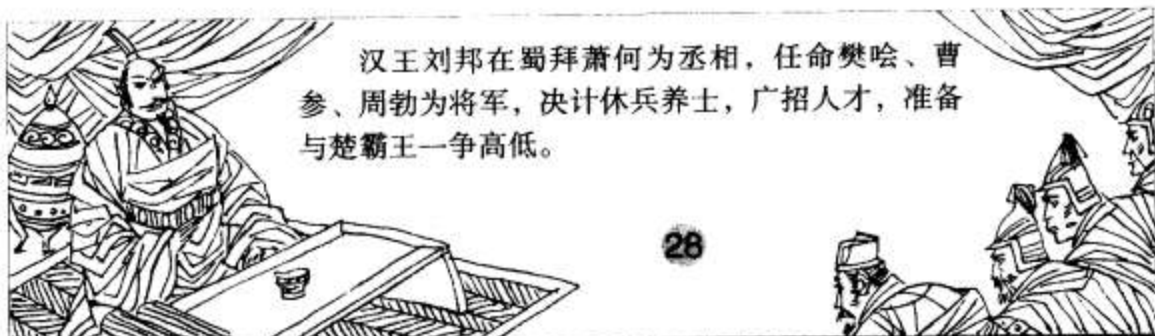 汉王刘邦在蜀拜萧何为丞相，任命樊哙、曹
参、周勃为将军，决计休兵养士，广招人才，准备
与楚霸王一争高低。
28